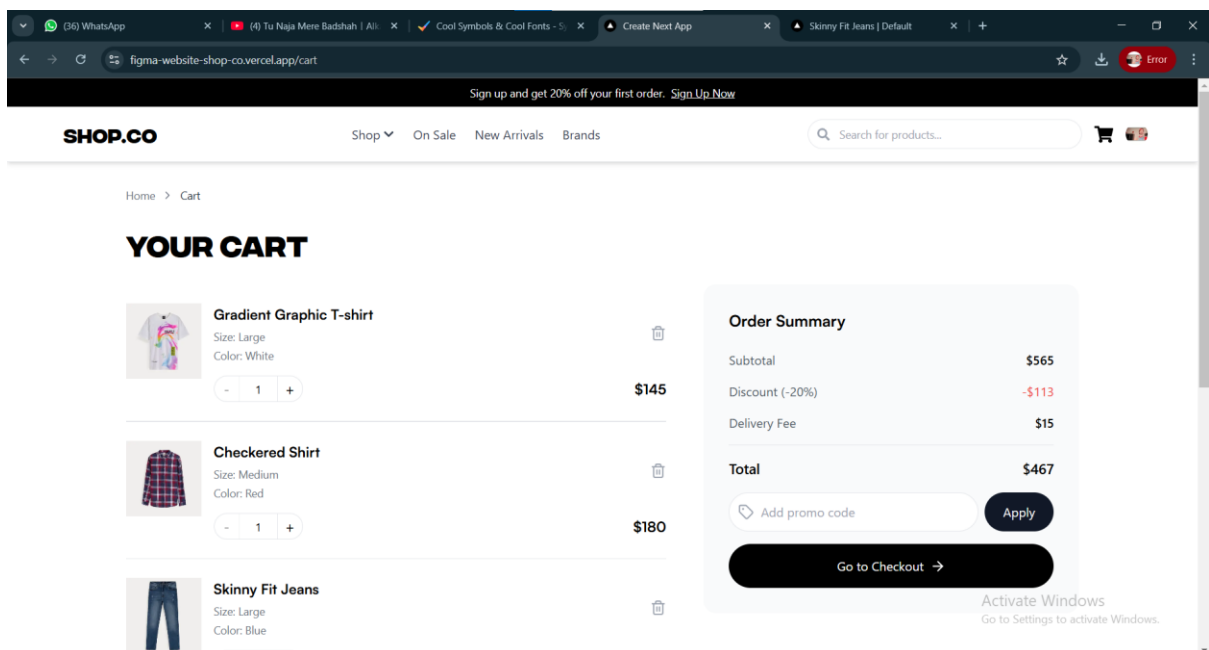 (36) WhatsApp
(4) Tu Naja Mere Badshah | Alk
Cool Symbols & Cool Fonts - Sy
Create Next App
Skinny Fit Jeans | Default
figma-website-shop-co.vercel.app/cart
Error
Sign up and get 20% off your first order. Sign Up Now
SHOP.CO
Shop
On Sale
New Arrivals
Brands
Search for products...
Home > Cart
YOUR CART
Gradient Graphic T-shirt
Size: Large
Color: White
- 1 +
$145
Checkered Shirt
Size: Medium
Color: Red
- 1 +
$180
Skinny Fit Jeans
Size: Large
Color: Blue
Order Summary
Subtotal $565
Discount (-20%) -$113
Delivery Fee $15
Total $467
Add promo code
Apply
Go to Checkout →
Activate Windows
Go to Settings to activate Windows.